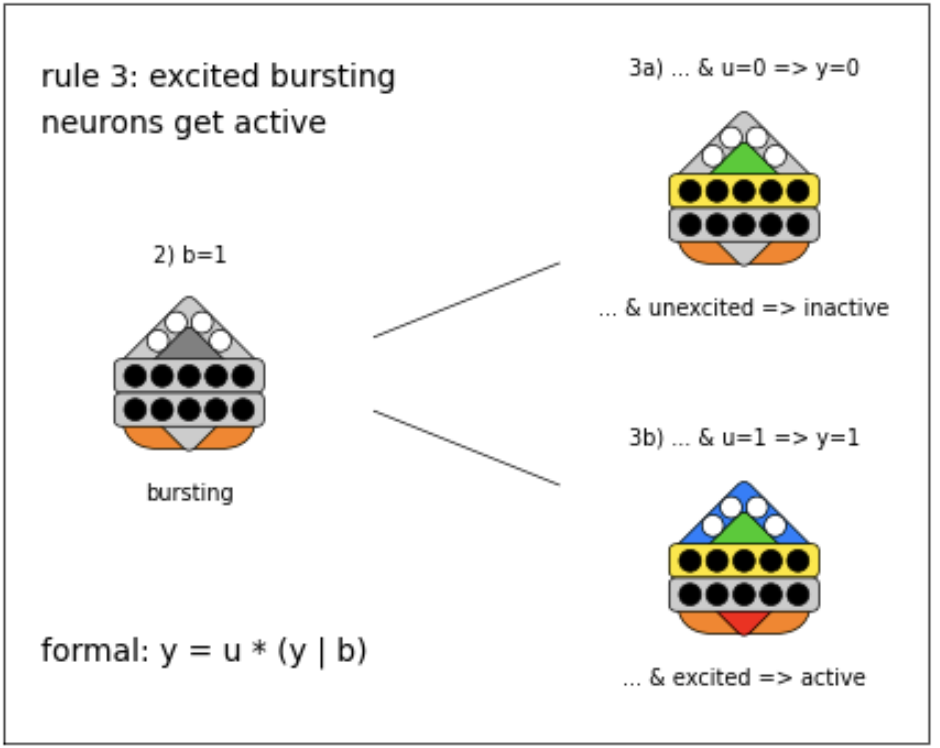 rule 3: excited bursting
neurons get active
3a) ... & u=0 => y=0
2) b=1
... & unexcited => inactive
3b) ... & u=1 => y=1
bursting
formal: y = u * (y | b)
... & excited => active